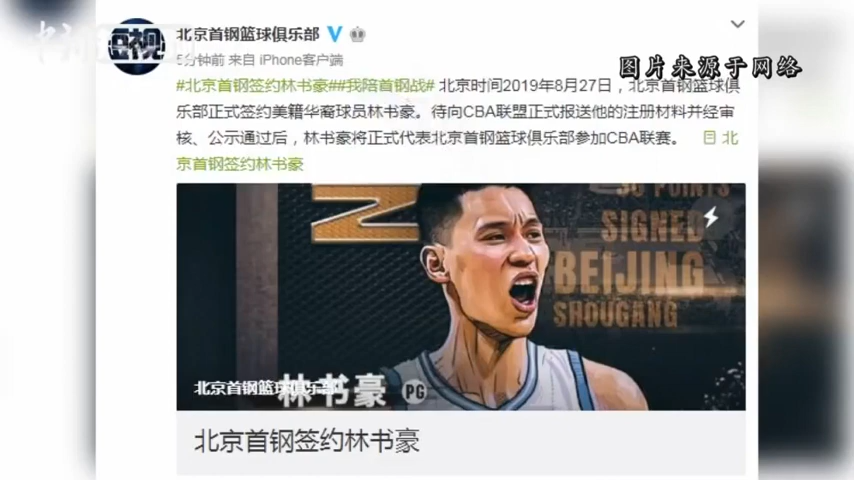 短视
北京首钢篮球俱乐部
5分钟前 来自 iPhone客户端
图片来源于网络
#北京首钢签约林书豪##我陪首钢战# 北京时间2019年8月27日，北京首钢篮球俱
乐部正式签约美籍华裔球员林书豪。待向CBA联盟正式报送他的注册材料并经审
核、公示通过后，林书豪将正式代表北京首钢篮球俱乐部参加CBA联赛。 北
京首钢签约林书豪
30 POINTS
SIGNED
BEIJING
SHOUGANG
北京首钢篮球俱乐部
林书豪 PG
北京首钢签约林书豪